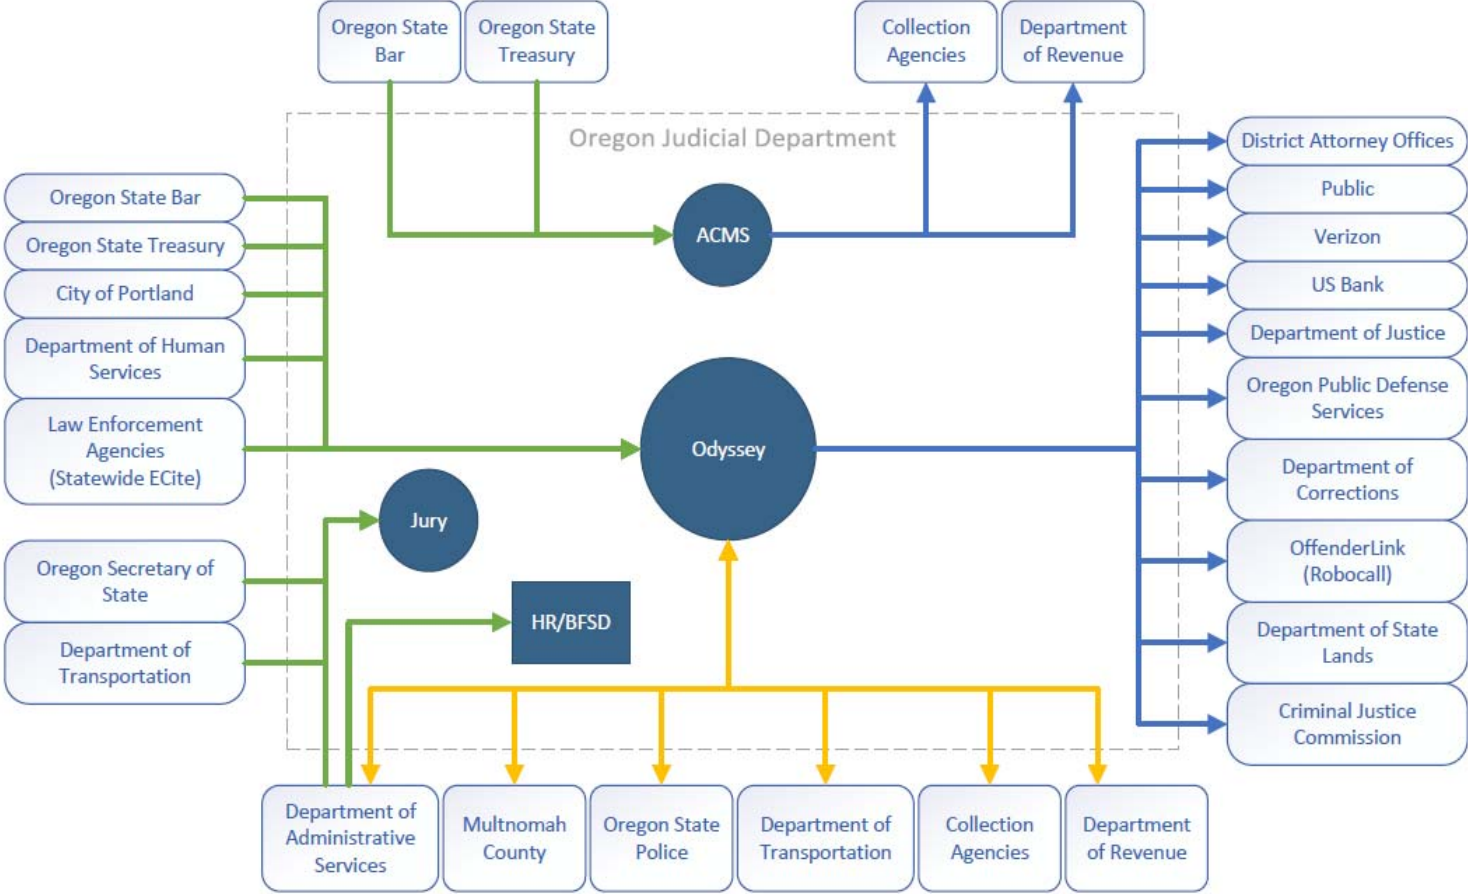 Oregon State
Bar
Oregon State
Treasury
Collection
Agencies
Department
of Revenue
Oregon Judicial Department
Oregon State Bar
Oregon State Treasury
City of Portland
Department of Human
Services
Law Enforcement
Agencies
(Statewide ECite)
Oregon Secretary of
State
Department of
Transportation
ACMS
Odyssey
Jury
HR/BFSD
District Attorney Offices
Public
Verizon
US Bank
Department of Justice
Oregon Public Defense
Services
Department of
Corrections
OffenderLink
(Robocall)
Department of State
Lands
Criminal Justice
Commission
Department of
Administrative
Services
Multnomah
County
Oregon State
Police
Department of
Transportation
Collection
Agencies
Department
of Revenue